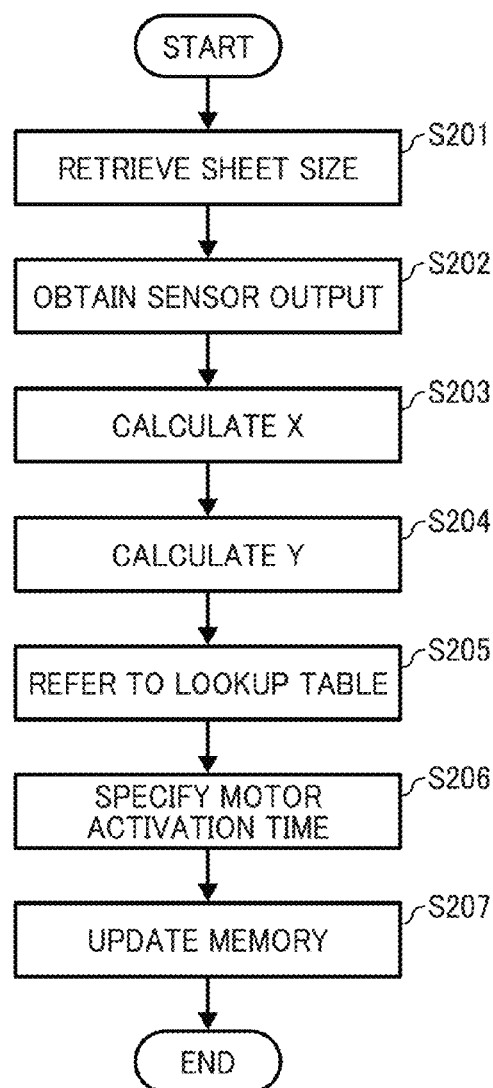 START
RETRIEVE SHEET SIZE
S201
OBTAIN SENSOR OUTPUT
S202
CALCULATE X
S203
CALCULATE Y
S204
REFER TO LOOKUP TABLE
S205
SPECIFY MOTOR
ACTIVATION TIME
S206
UPDATE MEMORY
S207
END